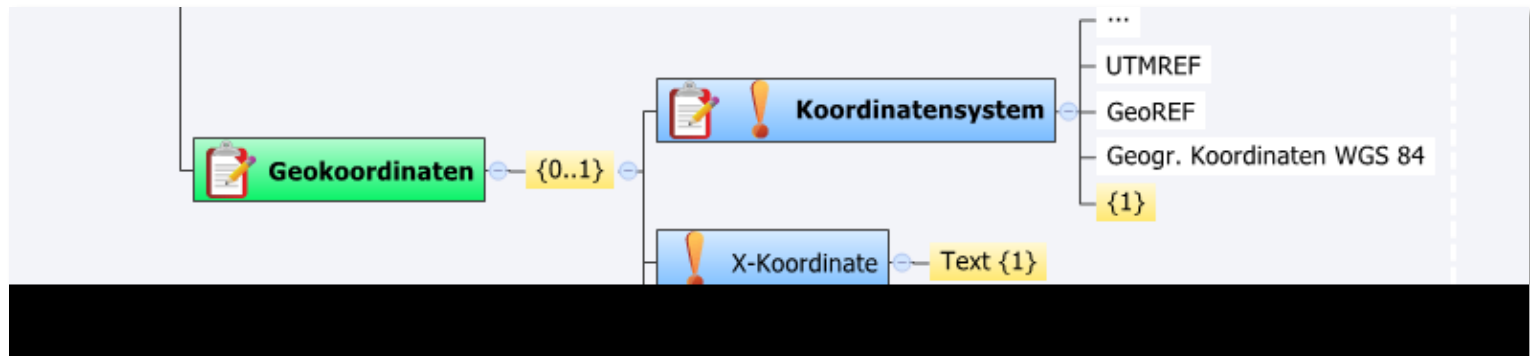 ...
UTMREF
Koordinatensystem
GeoREF
Geogr. Koordinaten WGS 84
Geokoordinaten
{0..1}
{1}
X-Koordinate
Text {1}